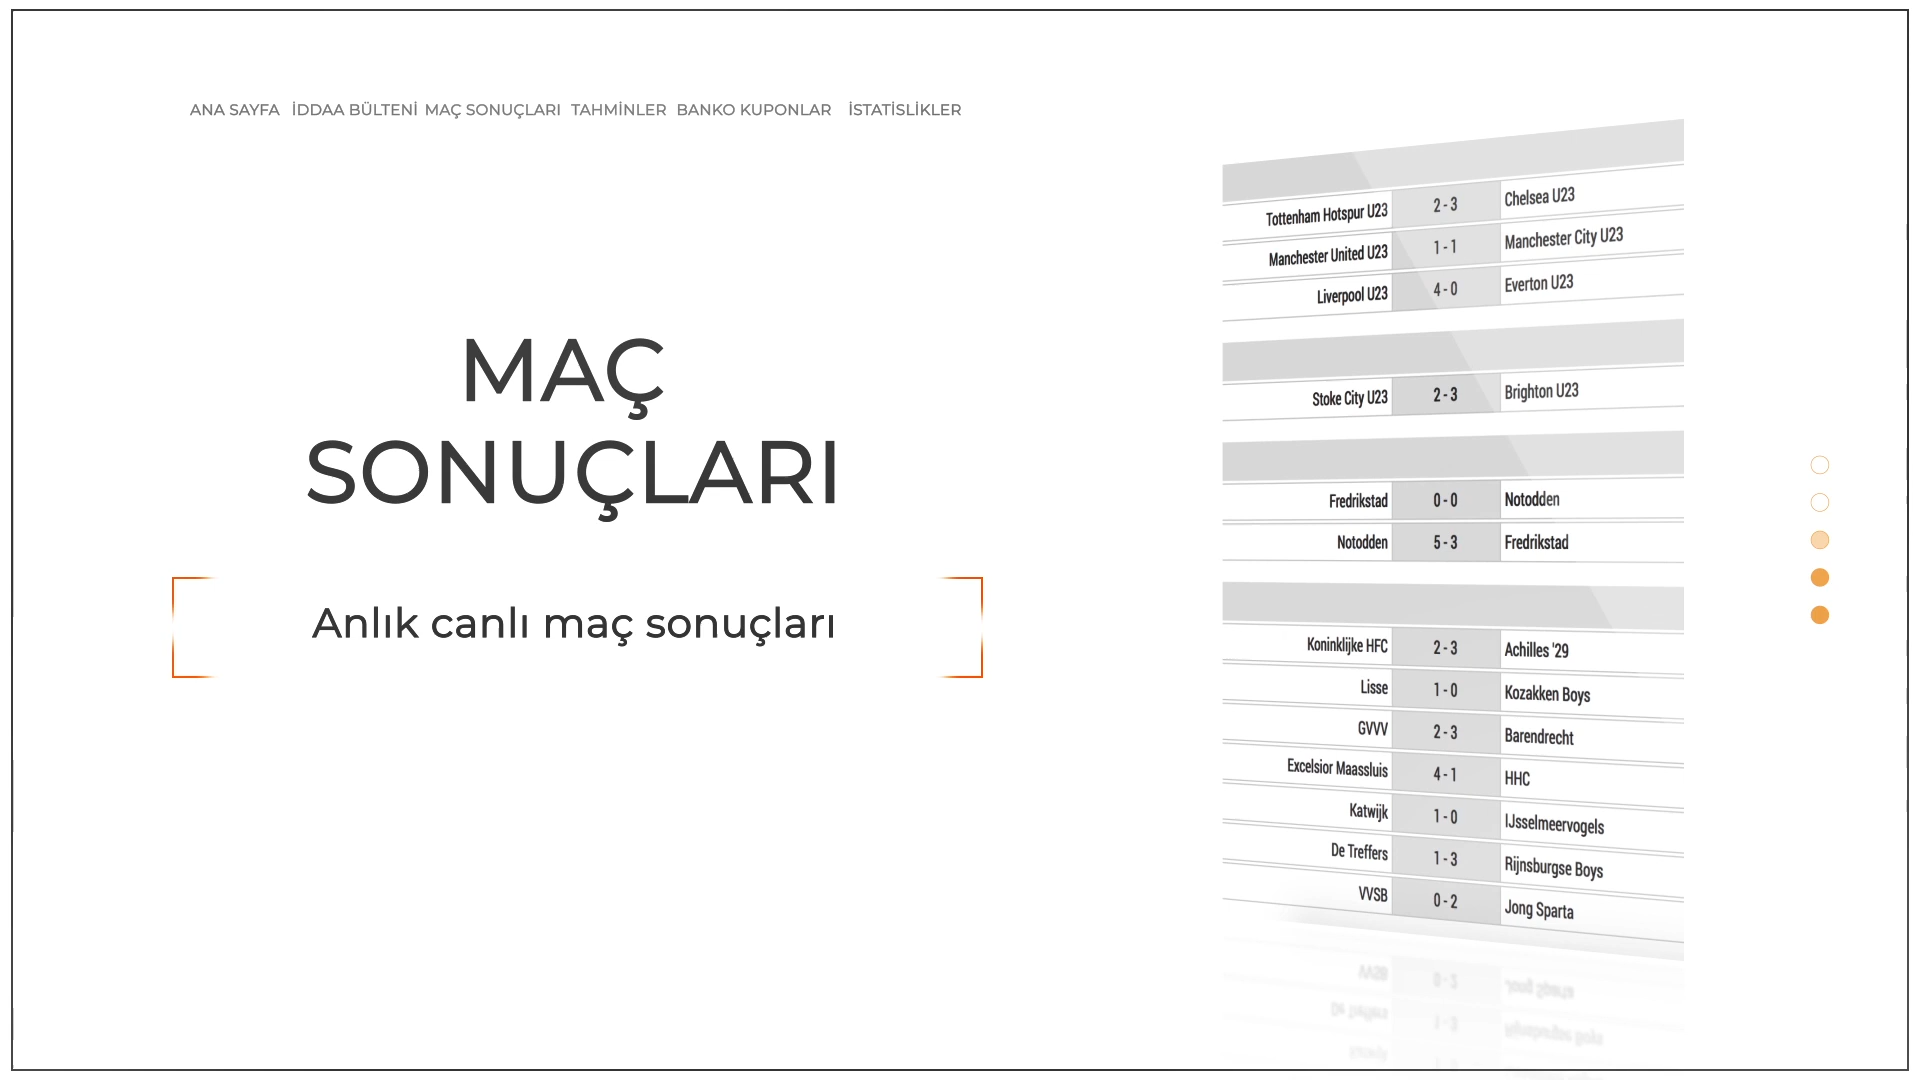 ANA SAYFA İDDAA BÜLTENİ MAÇ SONUÇLARI TAHMİNLER BANKO KUPONLAR İSTATİSLİKLER
MAÇ
SONUÇLARI
Anlık canlı maç sonuçları
Tottenham Hotspur U23 2 - 3 Chelsea U23
Manchester United U23 1 - 1 Manchester City U23
Liverpool U23 4 - 0 Everton U23
Stoke City U23 2 - 3 Brighton U23
Fredrikstad 0 - 0 Notodden
Notodden 5 - 3 Fredrikstad
Koninklijke HFC 2 - 3 Achilles '29
Lisse 1 - 0 Kozakken Boys
GVVV 2 - 3 Barendrecht
Excelsior Maassluis 4 - 1 HHC
Katwijk 1 - 0 IJsselmeervogels
De Treffers 1 - 3 Rijnsburgse Boys
VVSB 0 - 2 Jong Sparta